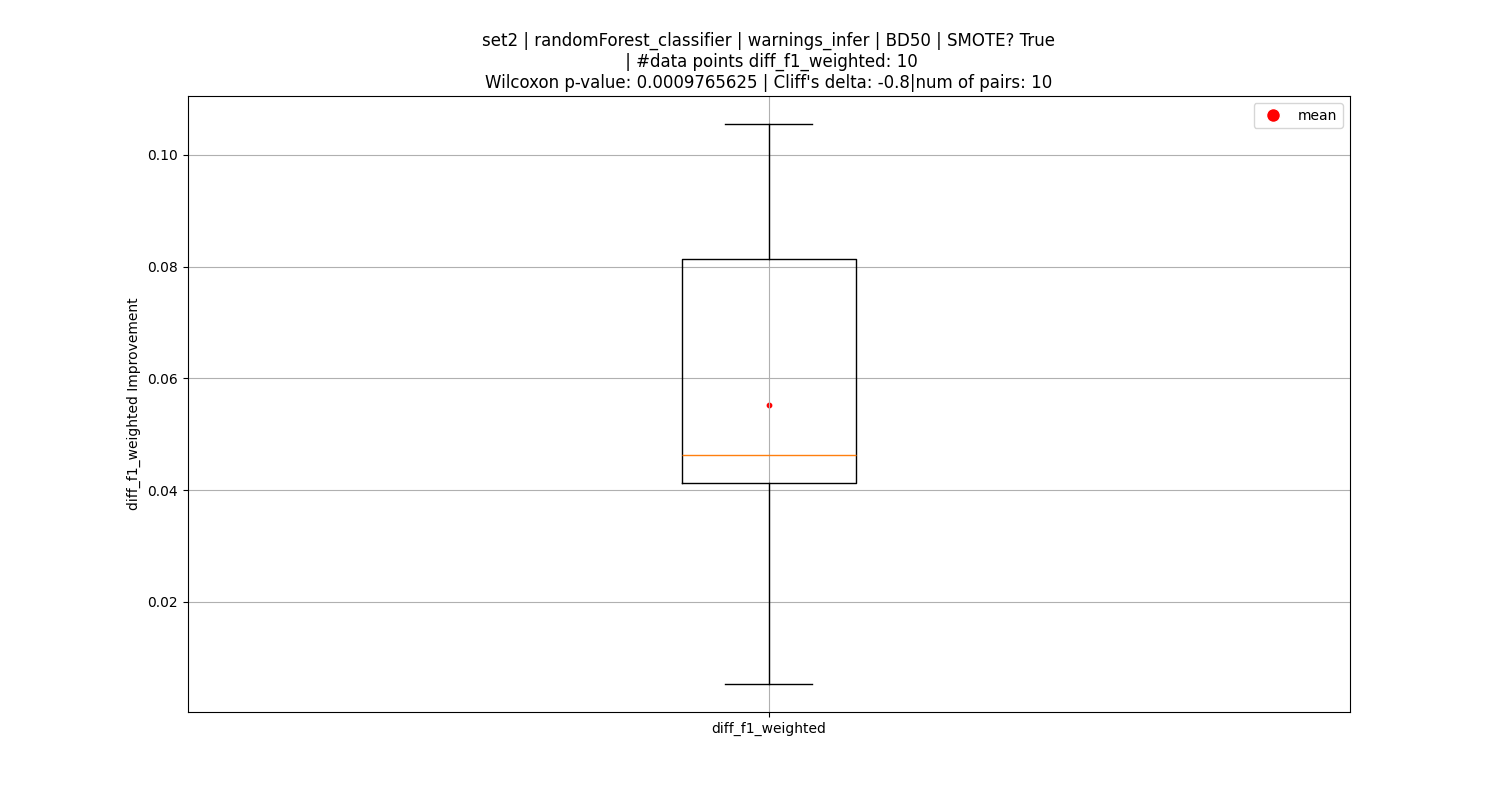 set2 | randomForest_classifier | warnings_infer | BD50 | SMOTE? True
| #data points diff_f1_weighted: 10
Wilcoxon p-value: 0.0009765625 | Cliff's delta: -0.8|num of pairs: 10
mean
0.10
0.08
0.06
0.04
0.02
diff_f1_weighted Improvement
diff_f1_weighted